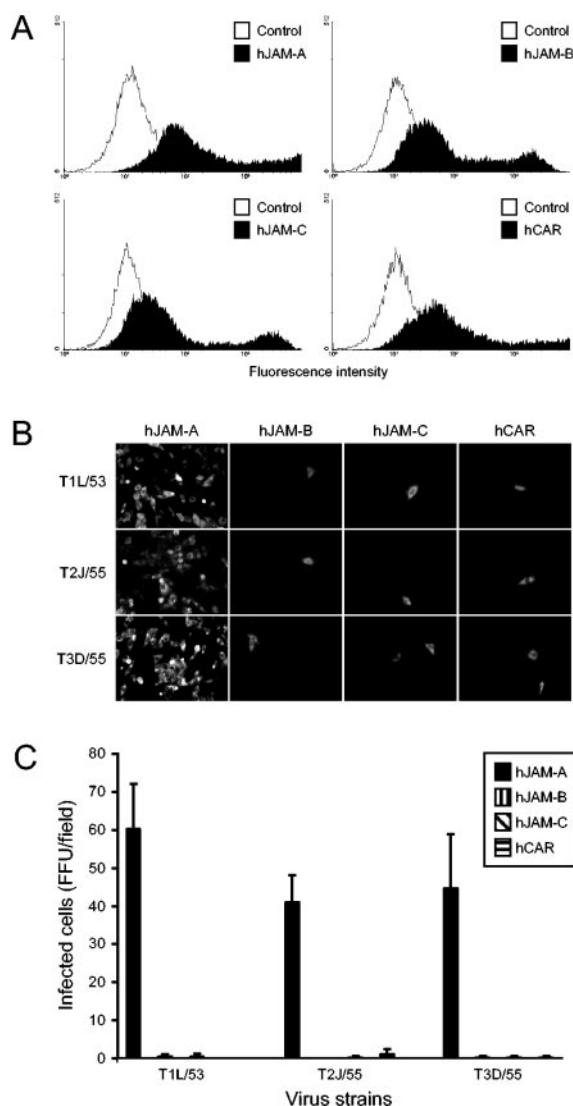 A
Control
hJAM-A
Control
hJAM-B
Control
hJAM-C
Control
hCAR
Fluorescence intensity
B
hJAM-A hJAM-B hJAM-C hCAR
T1L/53
T2J/55
T3D/55
C
80
70
60
50
40
30
20
10
0
Infected cells (FFU/field)
hJAM-A
hJAM-B
hJAM-C
hCAR
T1L/53 T2J/55 T3D/55
Virus strains